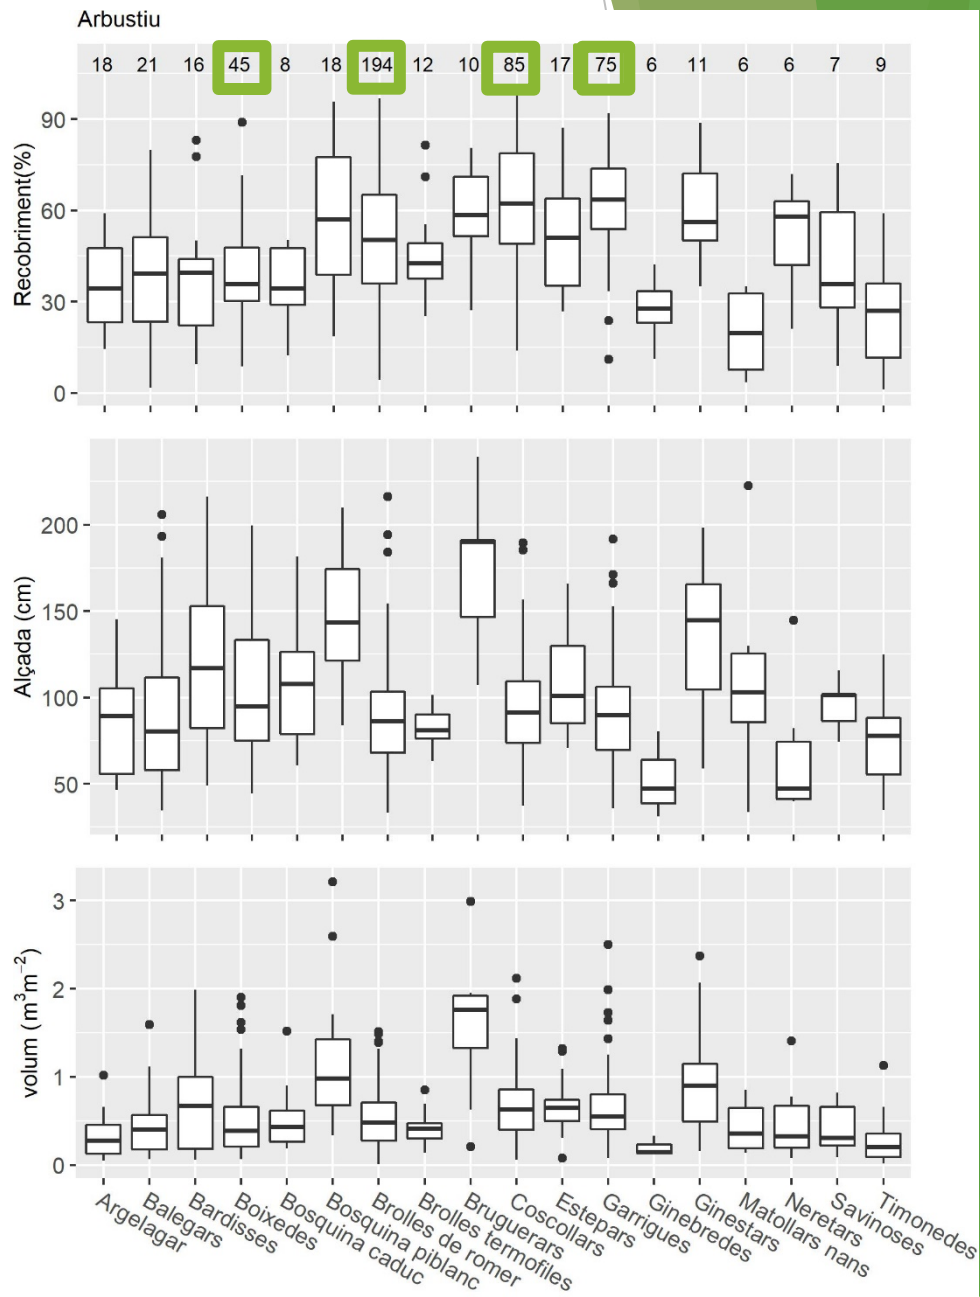 Arbustiu
18 21 16 45 8 18 194 12 10 85 17 75 6 11 6 6 7 9
Recobriment(%)
90
60
30
0
Alçada (cm)
200
150
100
50
volum (m³m⁻²)
3
2
1
0
Argelagar
Balegars
Bardisses
Boixedes
Bosquina caduc
Bosquina piblanc
Brolles de romer
Brolles termofiles
Bruguerars
Coscollars
Estepars
Garrigues
Ginebredes
Ginestars
Matollars nans
Neretars
Savinoses
Timonedes